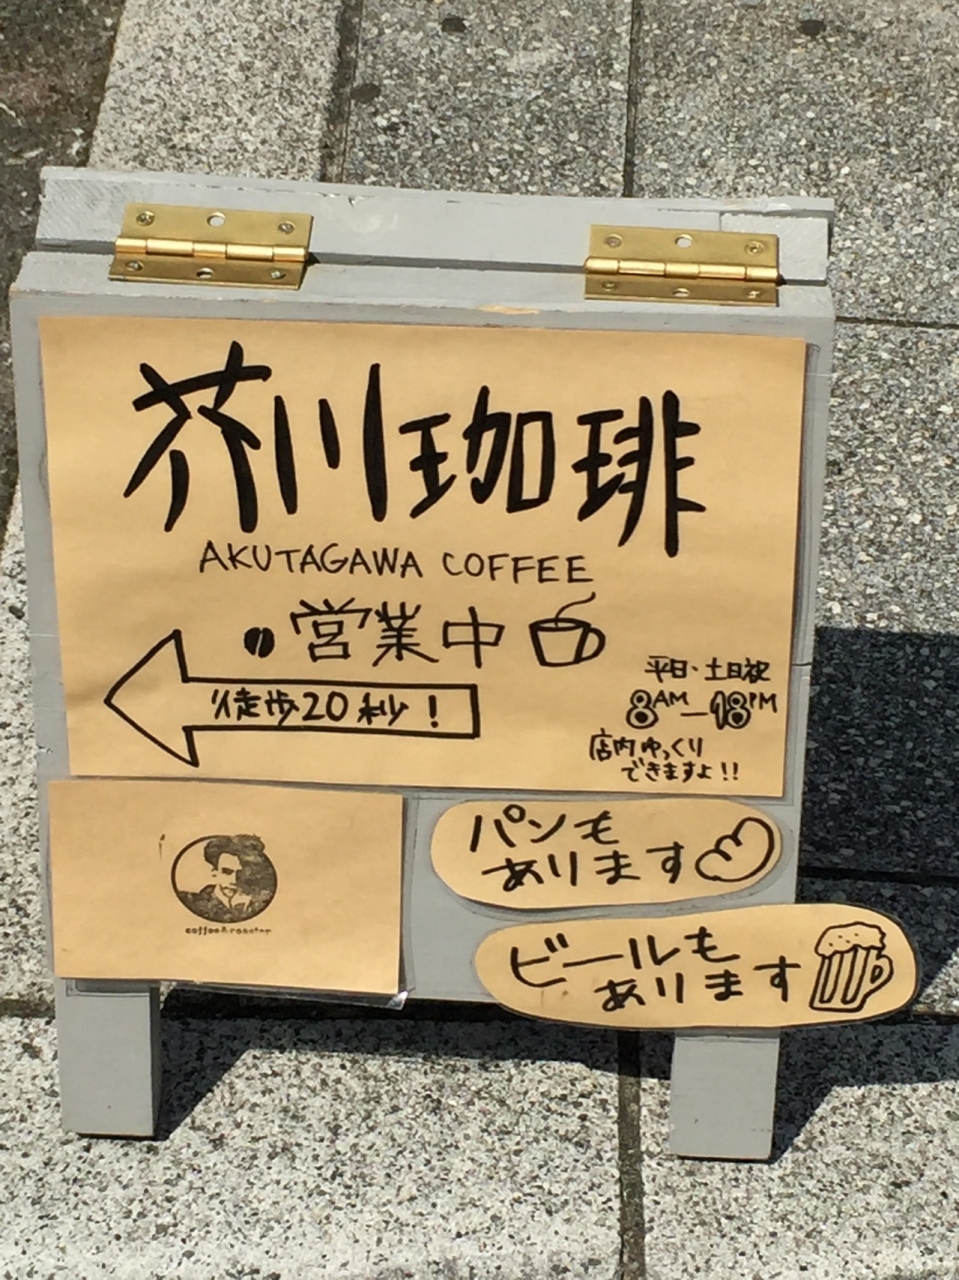 芥川珈琲
AKUTAGAWA COFFEE
営業中
徒歩20秒！
平日・土日祝
8AM—18PM
店内ゆっくり
できますよ!!
coffee&roaster
パンも
あります
ビールも
あります